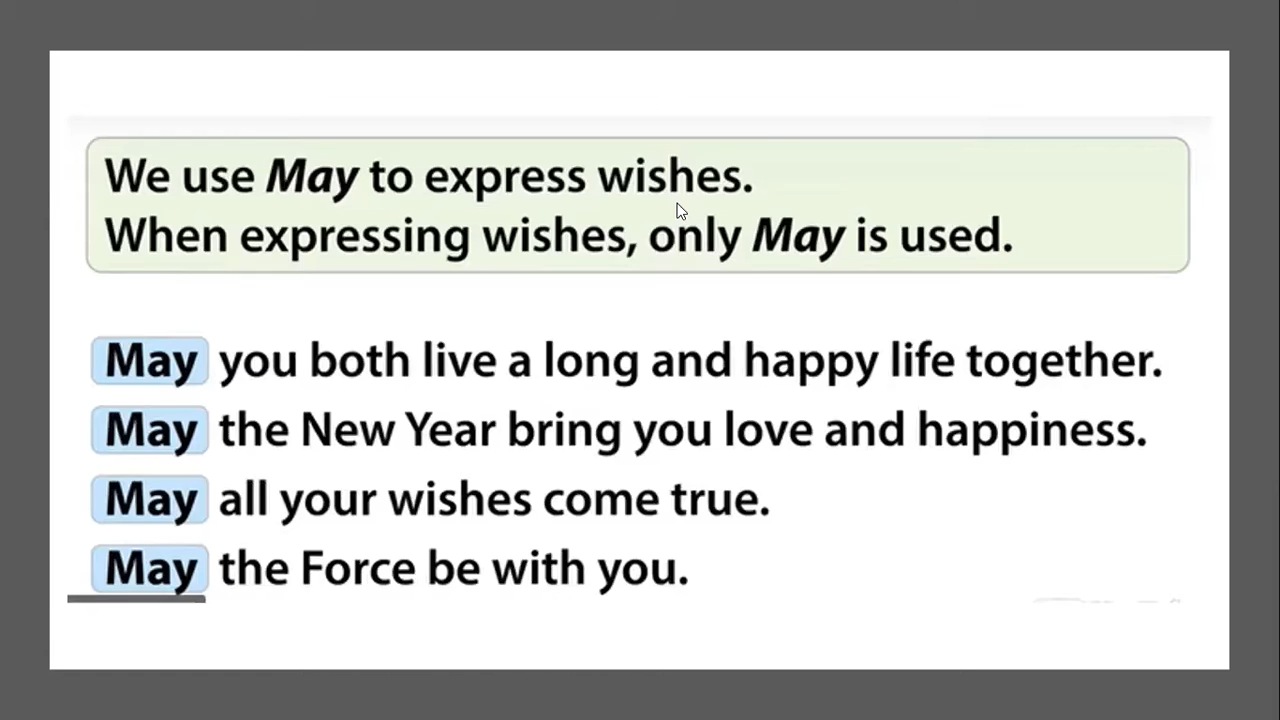 We use May to express wishes.
When expressing wishes, only May is used.
May you both live a long and happy life together.
May the New Year bring you love and happiness.
May all your wishes come true.
May the Force be with you.